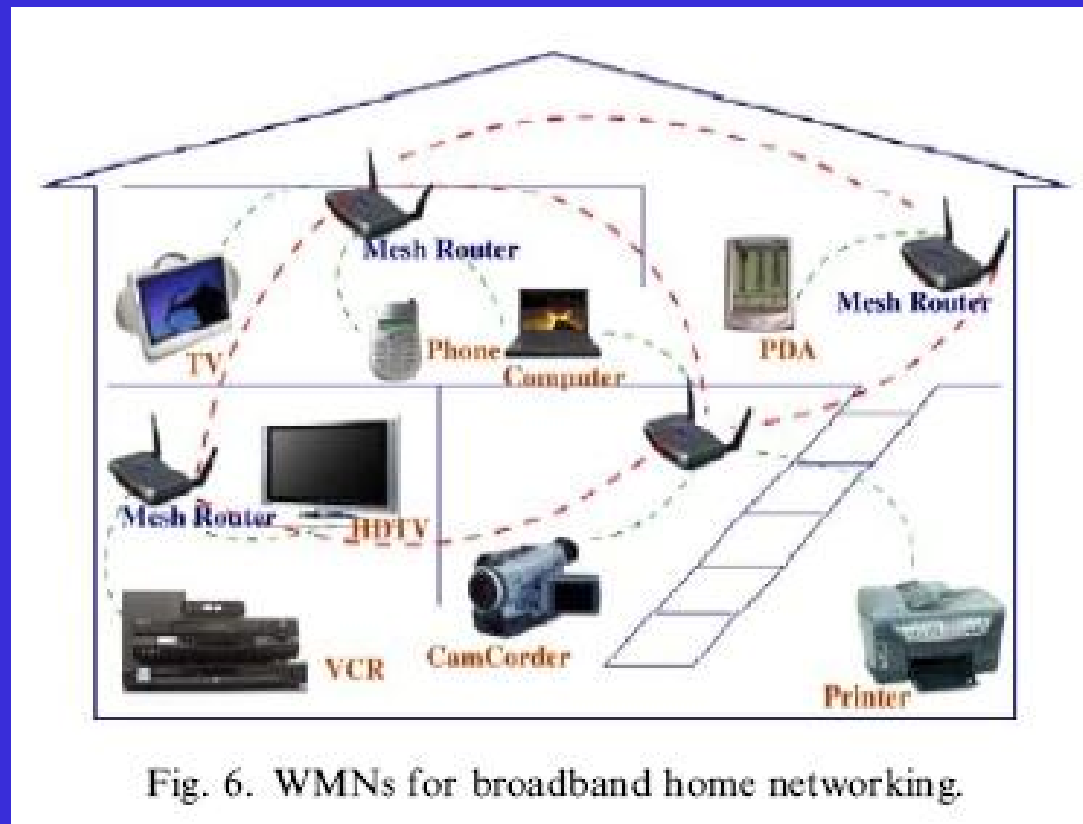 Mesh Router
Mesh Router
TV
Phone
Computer
PDA
Mesh Router
HDTV
VCR
CamCorder
Printer
Fig. 6. WMNs for broadband home networking.